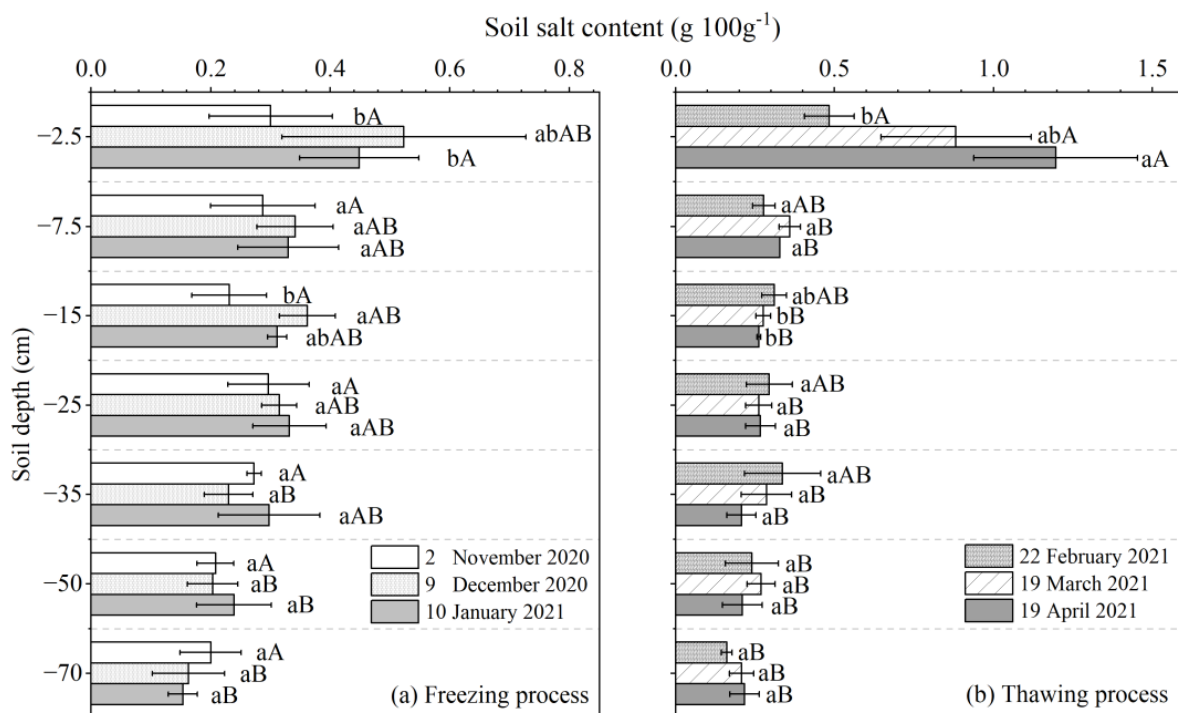 Soil salt content (g 100g⁻¹)
0.0 0.2 0.4 0.6 0.8
0.0 0.5 1.0 1.5
Soil depth (cm)
−2.5
bA
abAB
bA
−7.5
aA
aAB
aAB
−15
bA
aAB
abAB
−25
aA
aAB
aAB
−35
aA
aB
aAB
−50
aA
aB
aB
−70
aA
aB
aB
2 November 2020
9 December 2020
10 January 2021
(a) Freezing process
bA
abA
aA
aAB
aB
aB
abAB
bB
bB
aAB
aB
aB
aAB
aB
aB
aB
aB
aB
aB
aB
aB
22 February 2021
19 March 2021
19 April 2021
(b) Thawing process